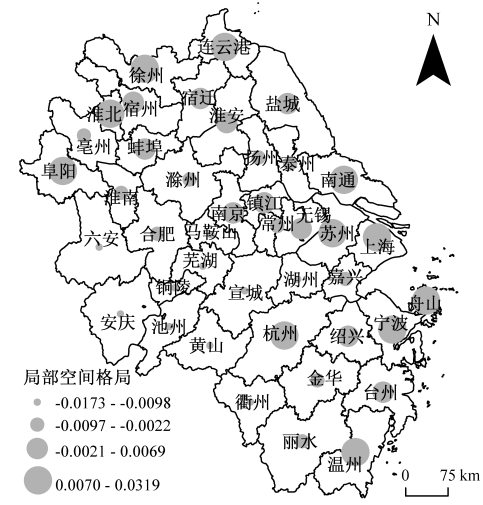 N
连云港
徐州
宿迁
宿州
淮北
盐城
淮安
亳州
蚌埠
扬州
泰州
阜阳
滁州
南通
淮南
镇江
南京
无锡
常州
六安
合肥
马鞍山
苏州
上海
芜湖
铜陵
宣城
湖州
嘉兴
舟山
安庆
池州
杭州
绍兴
宁波
黄山
局部空间格局
-0.0173 - -0.0098
-0.0097 - -0.0022
-0.0021 - 0.0069
0.0070 - 0.0319
衢州
金华
台州
丽水
温州
0 75 km